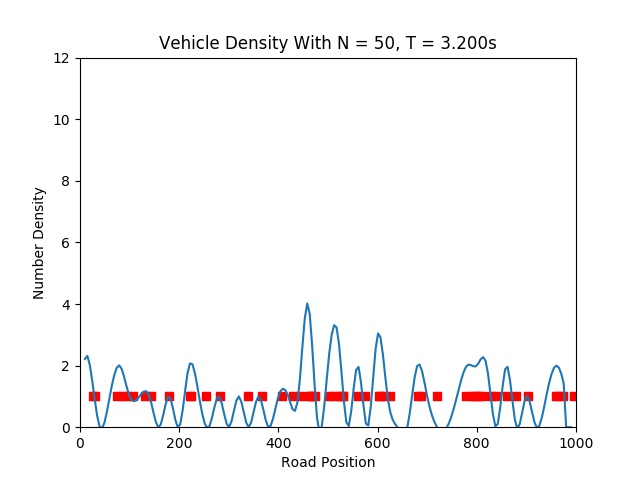 Vehicle Density With N = 50, T = 3.200s
12
10
8
6
4
2
0
Number Density
0 200 400 600 800 1000
Road Position